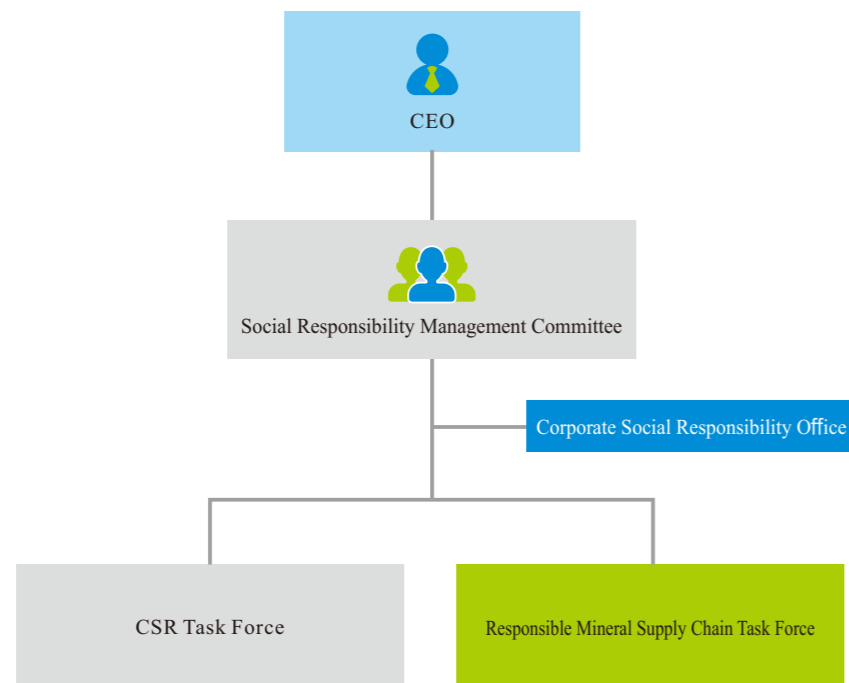 CEO
Social Responsibility Management Committee
Corporate Social Responsibility Office
CSR Task Force
Responsible Mineral Supply Chain Task Force